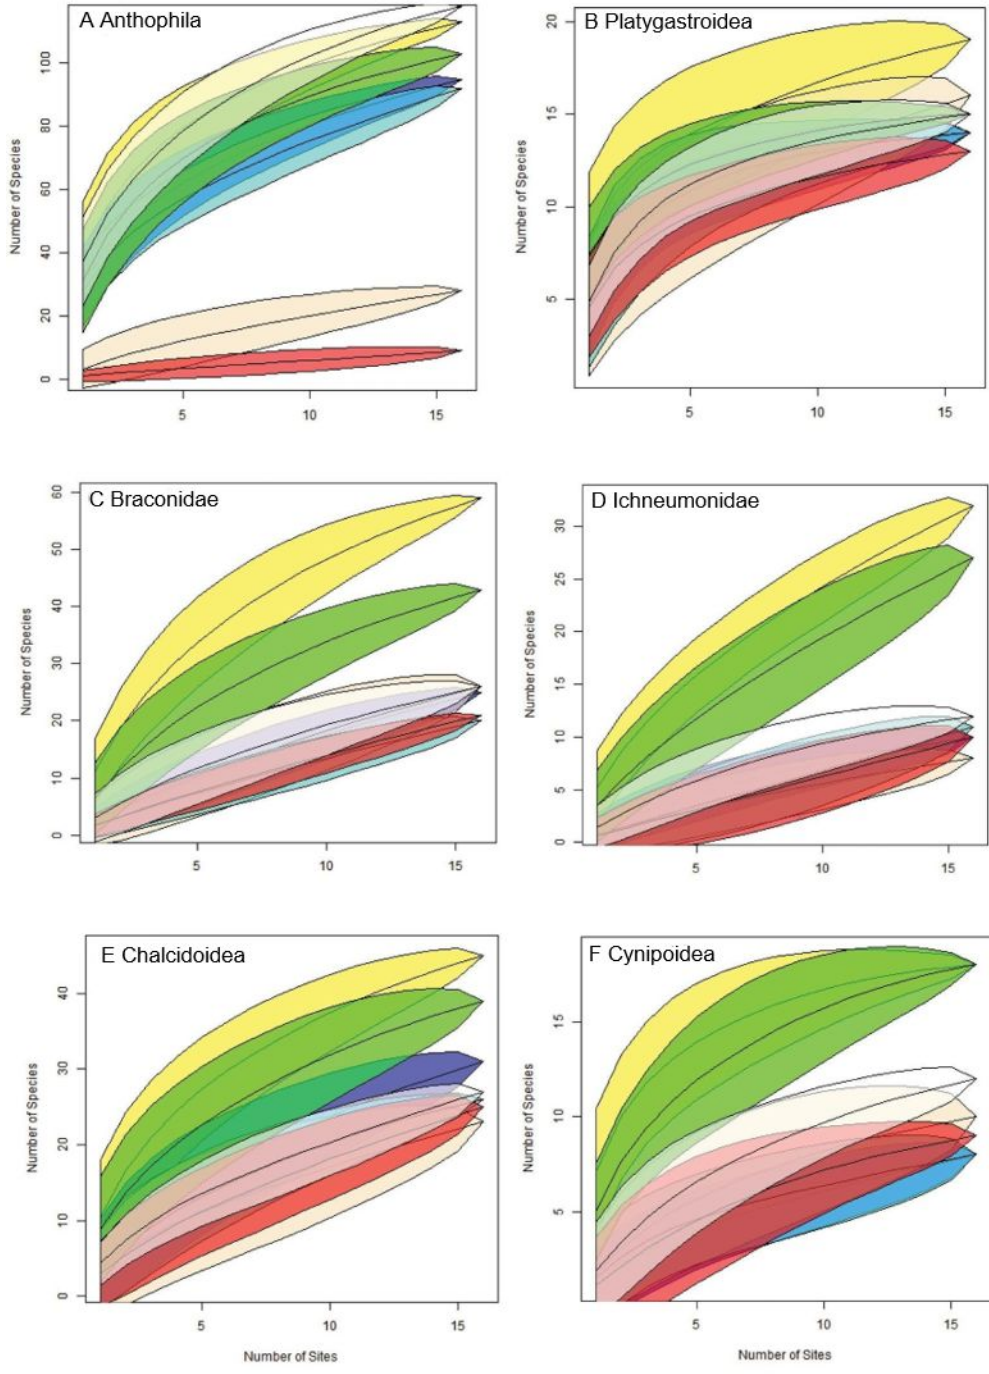 A Anthophila
Number of Species
0 20 40 60 80 100
5 10 15
B Platygastroidea
Number of Species
5 10 15 20
5 10 15
C Braconidae
Number of Species
0 10 20 30 40 50 60
5 10 15
D Ichneumonidae
Number of Species
0 5 10 15 20 25 30
5 10 15
E Chalcidoidea
Number of Species
0 10 20 30 40
5 10 15
Number of Sites
F Cynipoidea
Number of Species
5 10 15
5 10 15
Number of Sites